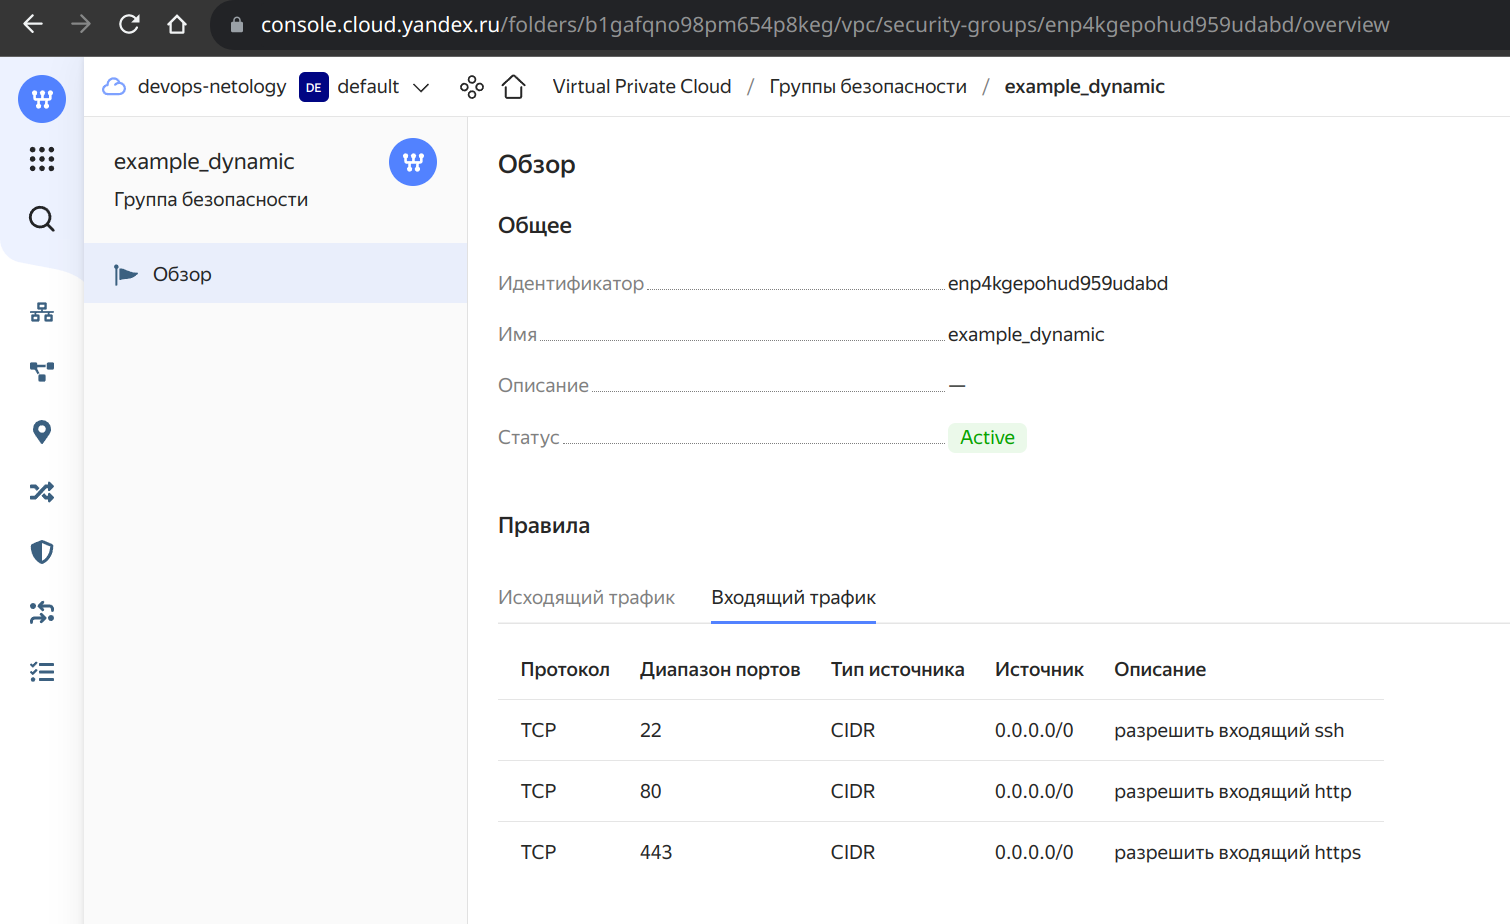 console.cloud.yandex.ru/folders/b1gafqno98pm654p8keg/vpc/security-groups/enp4kgepohud959udabd/overview
devops-netology DE default Virtual Private Cloud / Группы безопасности / example_dynamic
example_dynamic
Группа безопасности
Обзор
Обзор
Общее
Идентификатор enp4kgepohud959udabd
Имя example_dynamic
Описание —
Статус Active
Правила
Исходящий трафик Входящий трафик
Протокол Диапазон портов Тип источника Источник Описание
TCP 22 CIDR 0.0.0.0/0 разрешить входящий ssh
TCP 80 CIDR 0.0.0.0/0 разрешить входящий http
TCP 443 CIDR 0.0.0.0/0 разрешить входящий https